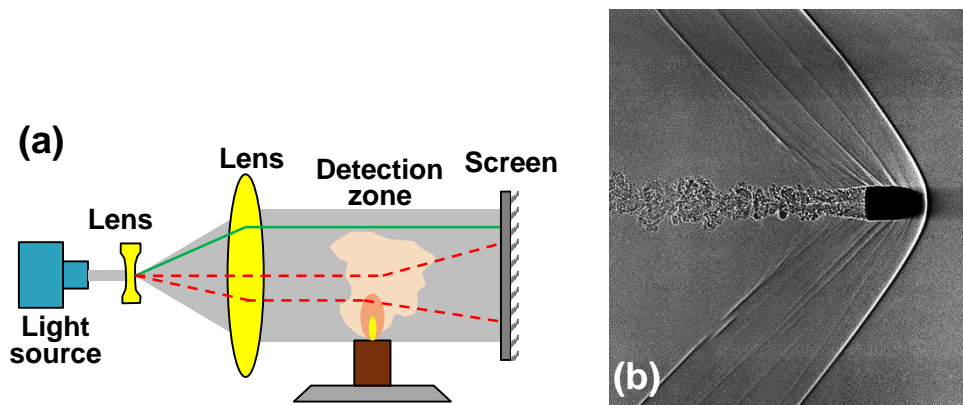 (a)
Lens
Lens
Detection
zone
Screen
Light
source
(b)